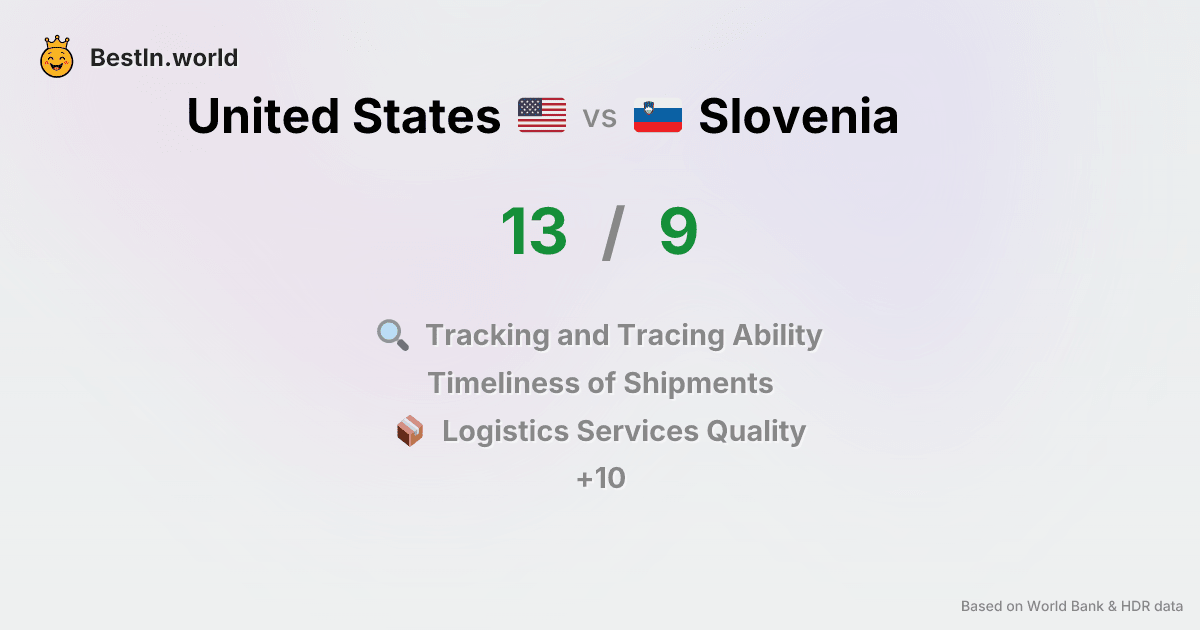 BestIn.world
United States vs Slovenia
13 / 9
Tracking and Tracing Ability
Timeliness of Shipments
Logistics Services Quality
+10
Based on World Bank & HDR data